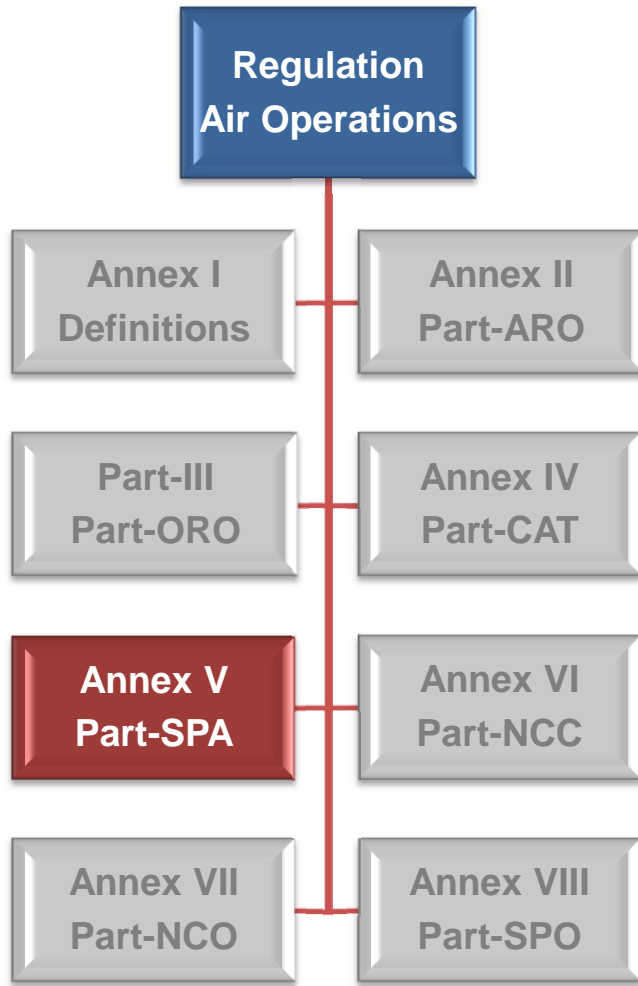 Regulation
Air Operations
Annex I
Definitions
Annex II
Part-ARO
Part-III
Part-ORO
Annex IV
Part-CAT
Annex V
Part-SPA
Annex VI
Part-NCC
Annex VII
Part-NCO
Annex VIII
Part-SPO